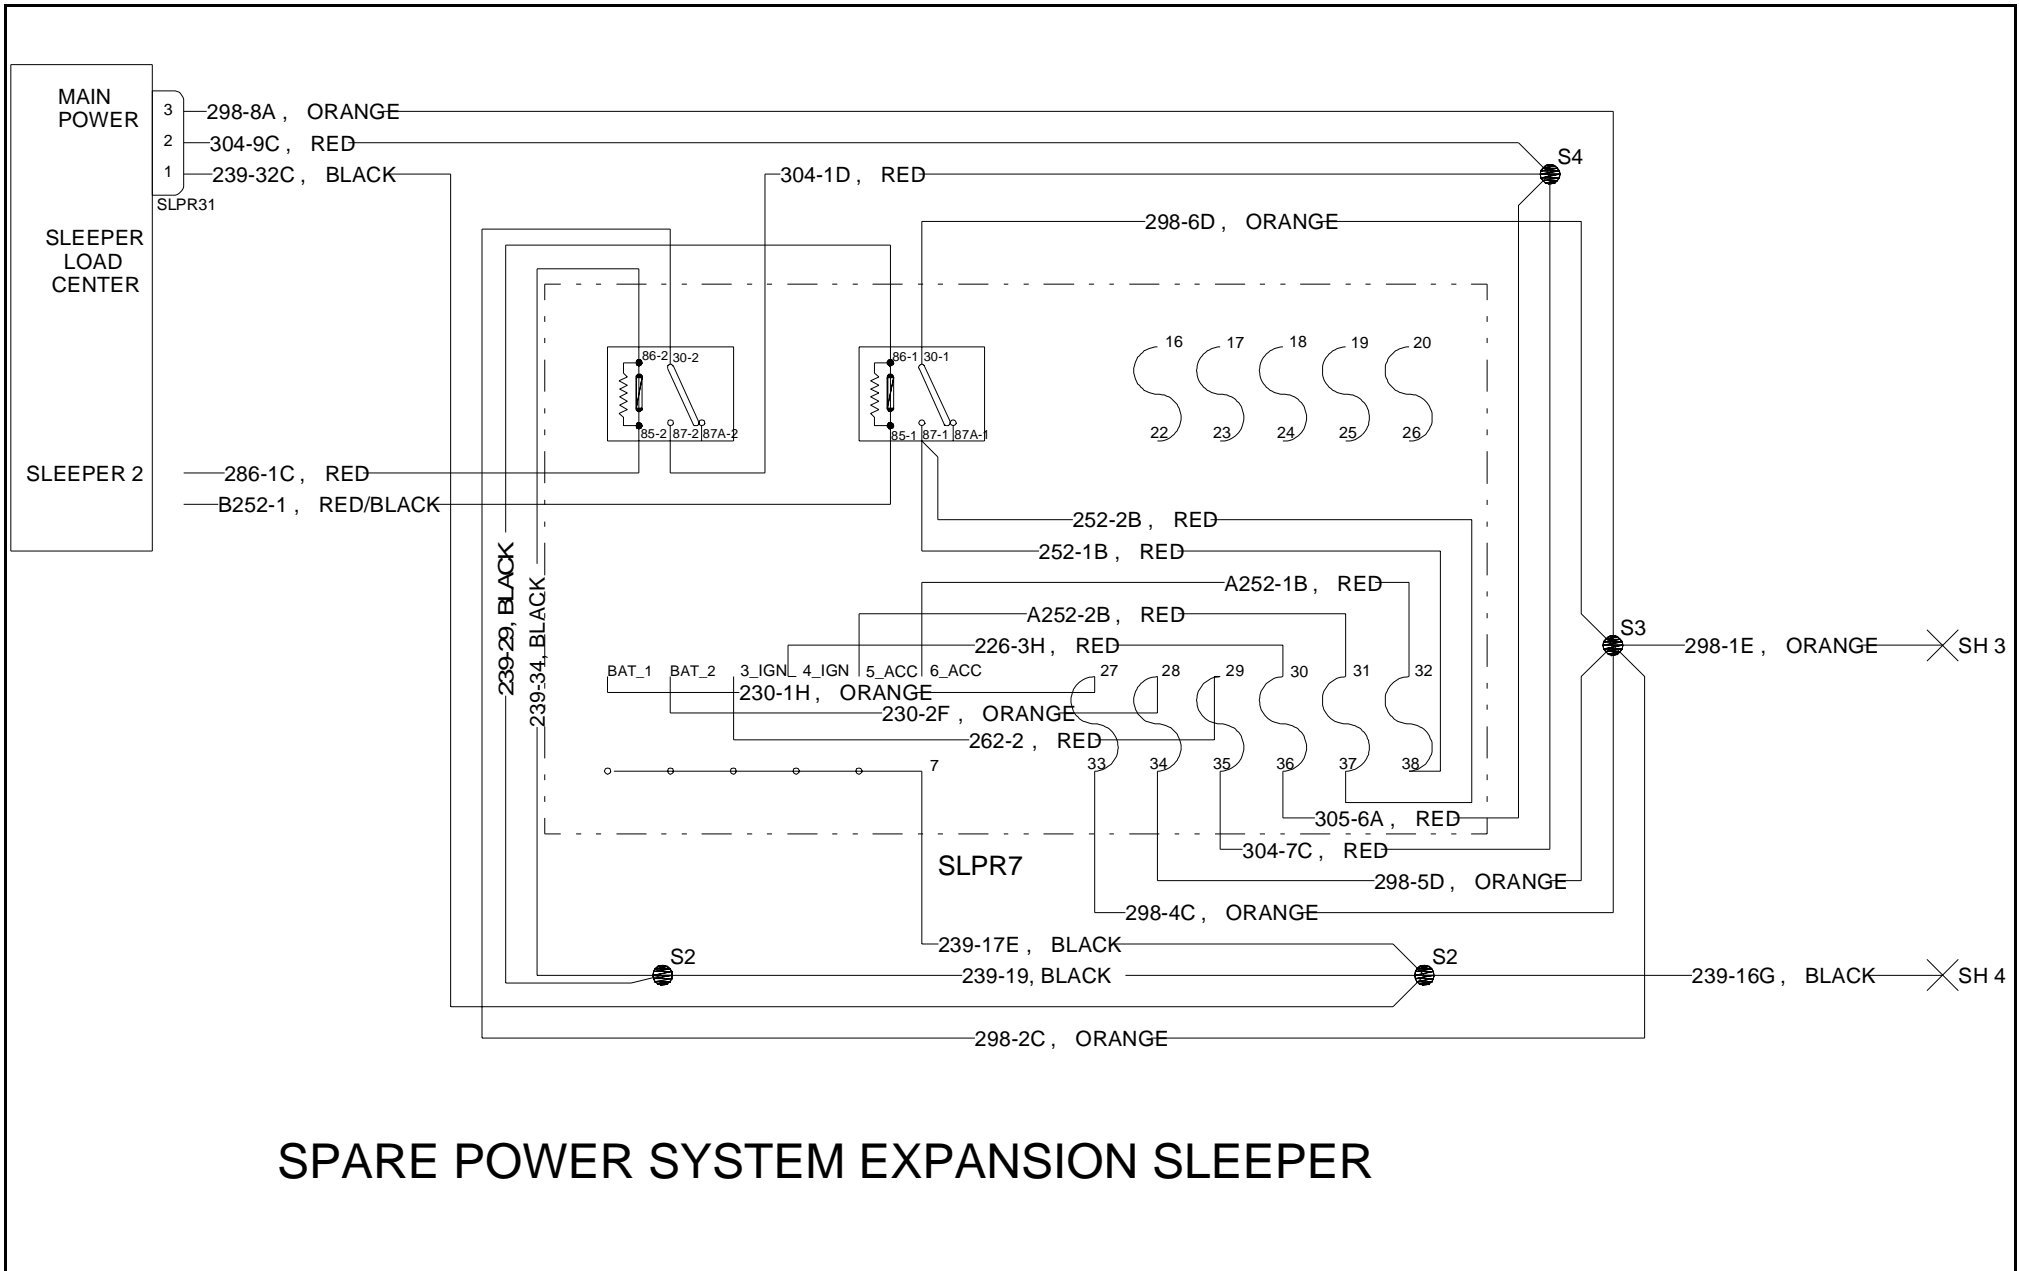 MAIN
POWER
3
298-8A , ORANGE
2
304-9C , RED
1
239-32C , BLACK
SLPR31
304-1D , RED
S4
298-6D , ORANGE
SLEEPER
LOAD
CENTER
86-2
30-2
85-2
87-2
87A-2
86-1
30-1
85-1
87-1
87A-1
16
17
18
19
20
22
23
24
25
26
SLEEPER 2
286-1C , RED
B252-1 , RED/BLACK
239-29, BLACK
239-34, BLACK
252-2B , RED
252-1B , RED
A252-1B , RED
A252-2B , RED
226-3H , RED
S3
298-1E , ORANGE
SH 3
BAT_1
BAT_2
3_IGN
4_IGN
5_ACC
6_ACC
27
28
29
30
31
32
230-1H , ORANGE
230-2F , ORANGE
262-2 , RED
7
33
34
35
36
37
38
305-6A , RED
304-7C , RED
SLPR7
298-5D , ORANGE
298-4C , ORANGE
239-17E , BLACK
S2
239-19, BLACK
S2
239-16G , BLACK
SH 4
298-2C , ORANGE
SPARE POWER SYSTEM EXPANSION SLEEPER